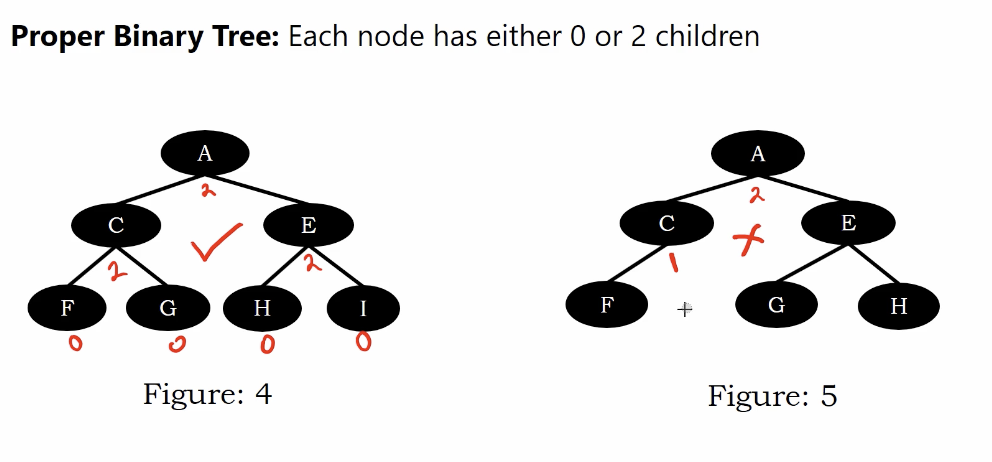 Proper Binary Tree: Each node has either 0 or 2 children
A
2
C
E
2
2
F
G
H
I
0
0
0
0
Figure: 4
A
2
C
E
1
F
G
H
Figure: 5